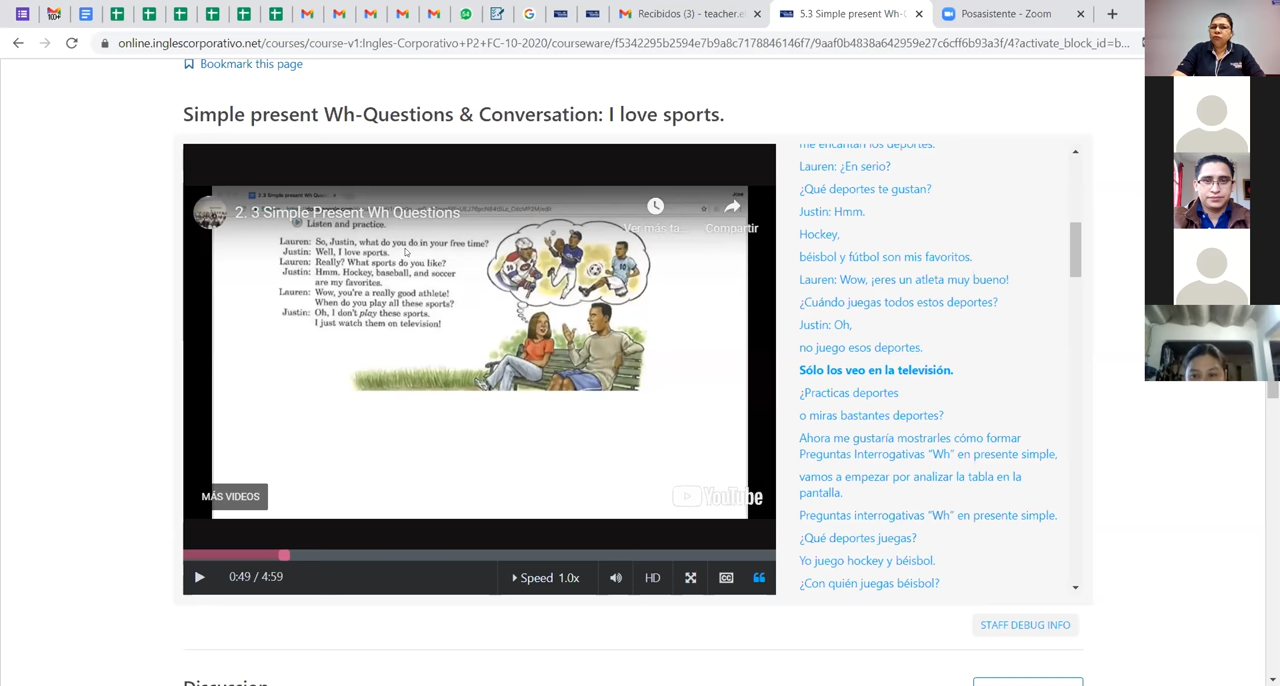 Recibidos (3) - teacher.e
5.3 Simple present Wh-
Posasistente - Zoom
online.inglescorporativo.net/courses/course-v1:Ingles-Corporativo+P2+FC-10-2020/courseware/f5342295b2594e7b9a8c7178846146f7/9aaf0b4838a642959e27c6cff6b93a3f/4?activate_block_id=b...
Bookmark this page
Simple present Wh-Questions & Conversation: I love sports.
2. 3 Simple Present Wh Questions
Ver más ta...
Compartir
Listen and practice.
Lauren: So, Justin, what do you do in your free time?
Justin: Well, I love sports.
Lauren: Really? What sports do you like?
Justin: Hmm. Hockey, baseball, and soccer
are my favorites.
Lauren: Wow, you're a really good athlete!
When do you play all these sports?
Justin: Oh, I don't play these sports.
I just watch them on television!
MÁS VIDEOS
YouTube
0:49 / 4:59
Speed 1.0x
HD
CC
me encantan los deportes.
Lauren: ¿En serio?
¿Qué deportes te gustan?
Justin: Hmm.
Hockey,
béisbol y fútbol son mis favoritos.
Lauren: Wow, ¡eres un atleta muy bueno!
¿Cuándo juegas todos estos deportes?
Justin: Oh,
no juego esos deportes.
Sólo los veo en la televisión.
¿Practicas deportes
o miras bastantes deportes?
Ahora me gustaría mostrarles cómo formar
Preguntas Interrogativas “Wh” en presente simple,
vamos a empezar por analizar la tabla en la
pantalla.
Preguntas interrogativas “Wh” en presente simple.
¿Qué deportes juegas?
Yo juego hockey y béisbol.
¿Con quién juegas béisbol?
STAFF DEBUG INFO
Discussion